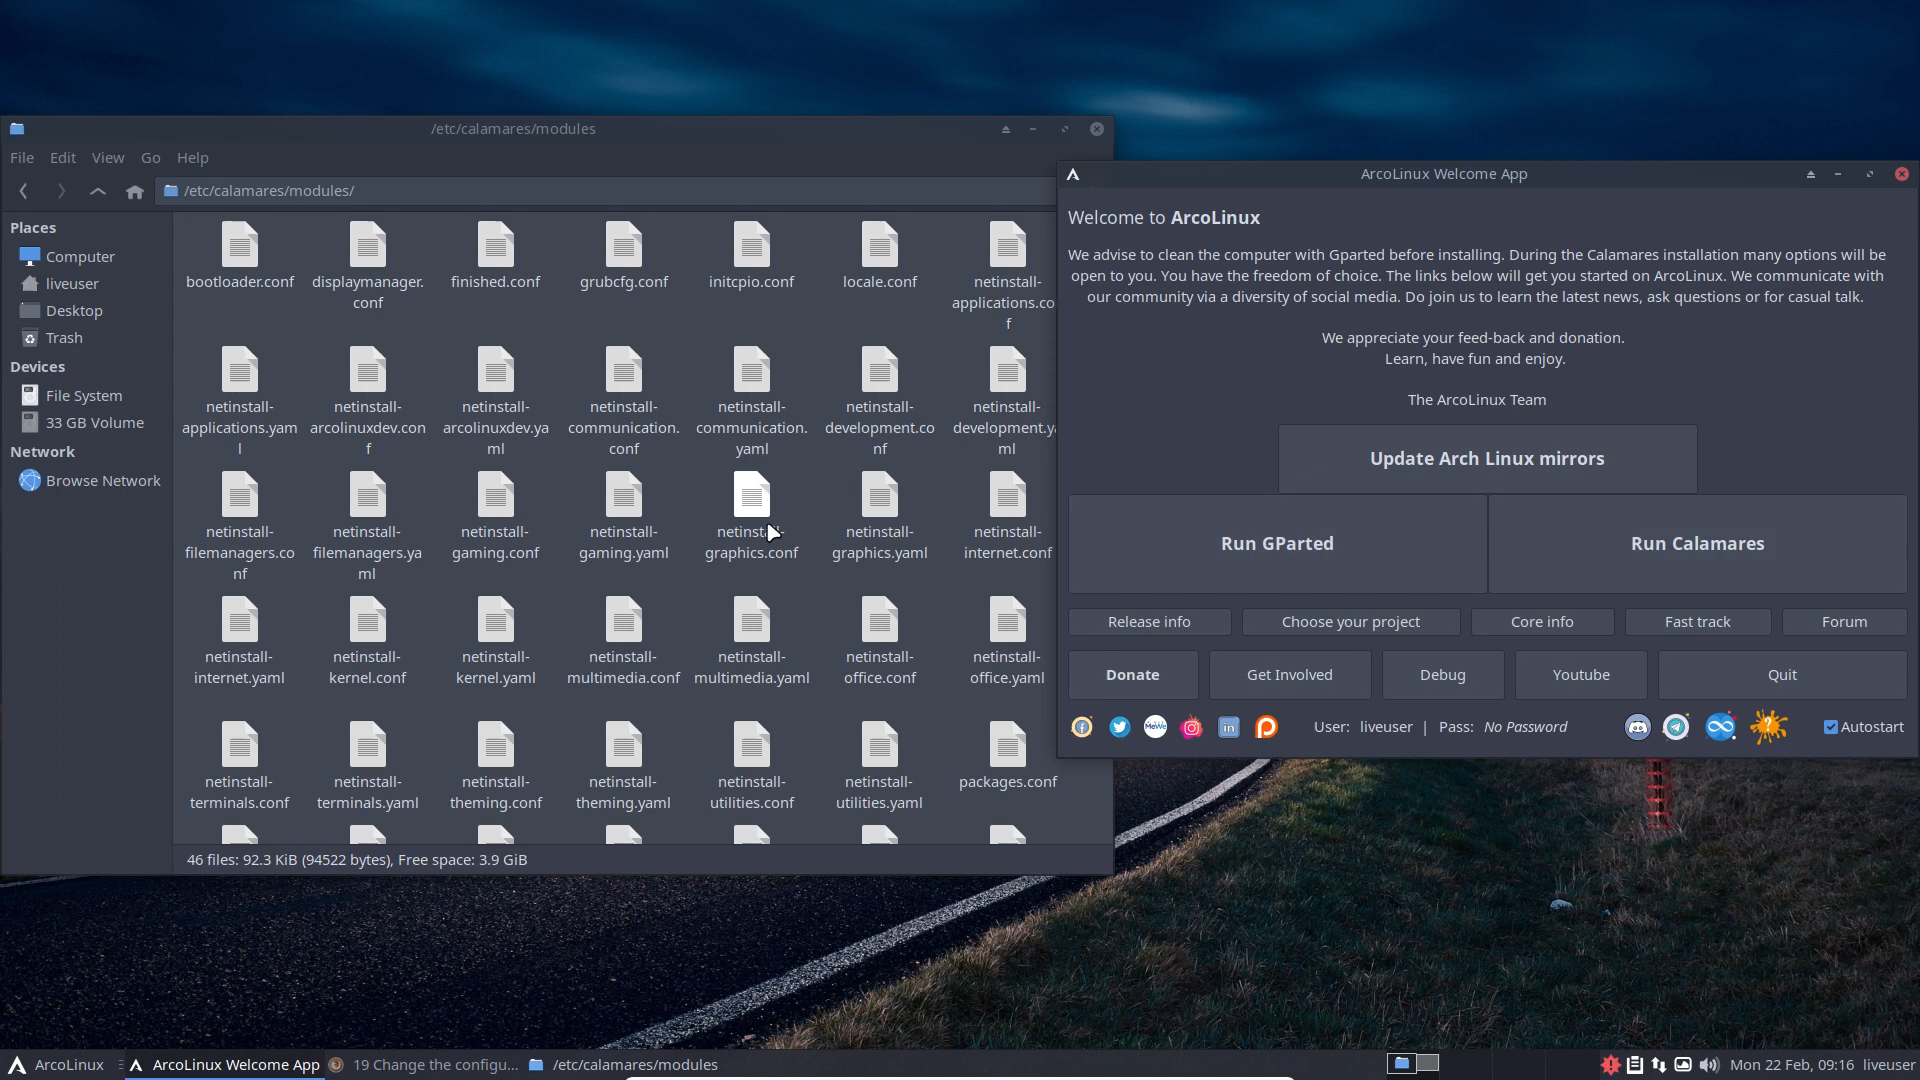 /etc/calamares/modules
File Edit View Go Help
/etc/calamares/modules/
Places
Computer
liveuser
Desktop
Trash
Devices
File System
33 GB Volume
Network
Browse Network
bootloader.conf
displaymanager.
conf
finished.conf
grubcfg.conf
initcpio.conf
locale.conf
netinstall-
applications.co
f
netinstall-
applications.yam
l
netinstall-
arcolinuxdev.con
f
netinstall-
arcolinuxdev.ya
ml
netinstall-
communication.
conf
netinstall-
communication.
yaml
netinstall-
development.co
nf
netinstall-
development.ya
ml
netinstall-
filemanagers.co
nf
netinstall-
filemanagers.ya
ml
netinstall-
gaming.conf
netinstall-
gaming.yaml
netinstall-
graphics.conf
netinstall-
graphics.yaml
netinstall-
internet.conf
netinstall-
internet.yaml
netinstall-
kernel.conf
netinstall-
kernel.yaml
netinstall-
multimedia.conf
netinstall-
multimedia.yaml
netinstall-
office.conf
netinstall-
office.yaml
netinstall-
terminals.conf
netinstall-
terminals.yaml
netinstall-
theming.conf
netinstall-
theming.yaml
netinstall-
utilities.conf
netinstall-
utilities.yaml
packages.conf
46 files: 92.3 KiB (94522 bytes), Free space: 3.9 GiB
ArcoLinux Welcome App
Welcome to ArcoLinux
We advise to clean the computer with Gparted before installing. During the Calamares installation many options will be
open to you. You have the freedom of choice. The links below will get you started on ArcoLinux. We communicate with
our community via a diversity of social media. Do join us to learn the latest news, ask questions or for casual talk.
We appreciate your feed-back and donation.
Learn, have fun and enjoy.
The ArcoLinux Team
Update Arch Linux mirrors
Run GParted
Run Calamares
Release info
Choose your project
Core info
Fast track
Forum
Donate
Get Involved
Debug
Youtube
Quit
MeWe
in
User: liveuser | Pass: No Password
Autostart
ArcoLinux
ArcoLinux Welcome App
19 Change the configu...
/etc/calamares/modules
Mon 22 Feb, 09:16 liveuser